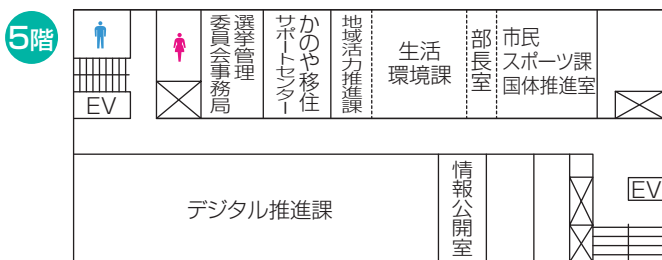 5階
EV
選挙管理
委員会事務局
かのや移住
サポートセンター
地域活力推進課
生活
環境課
部長室
市民
スポーツ課
国体推進室
デジタル推進課
情報公開室
EV